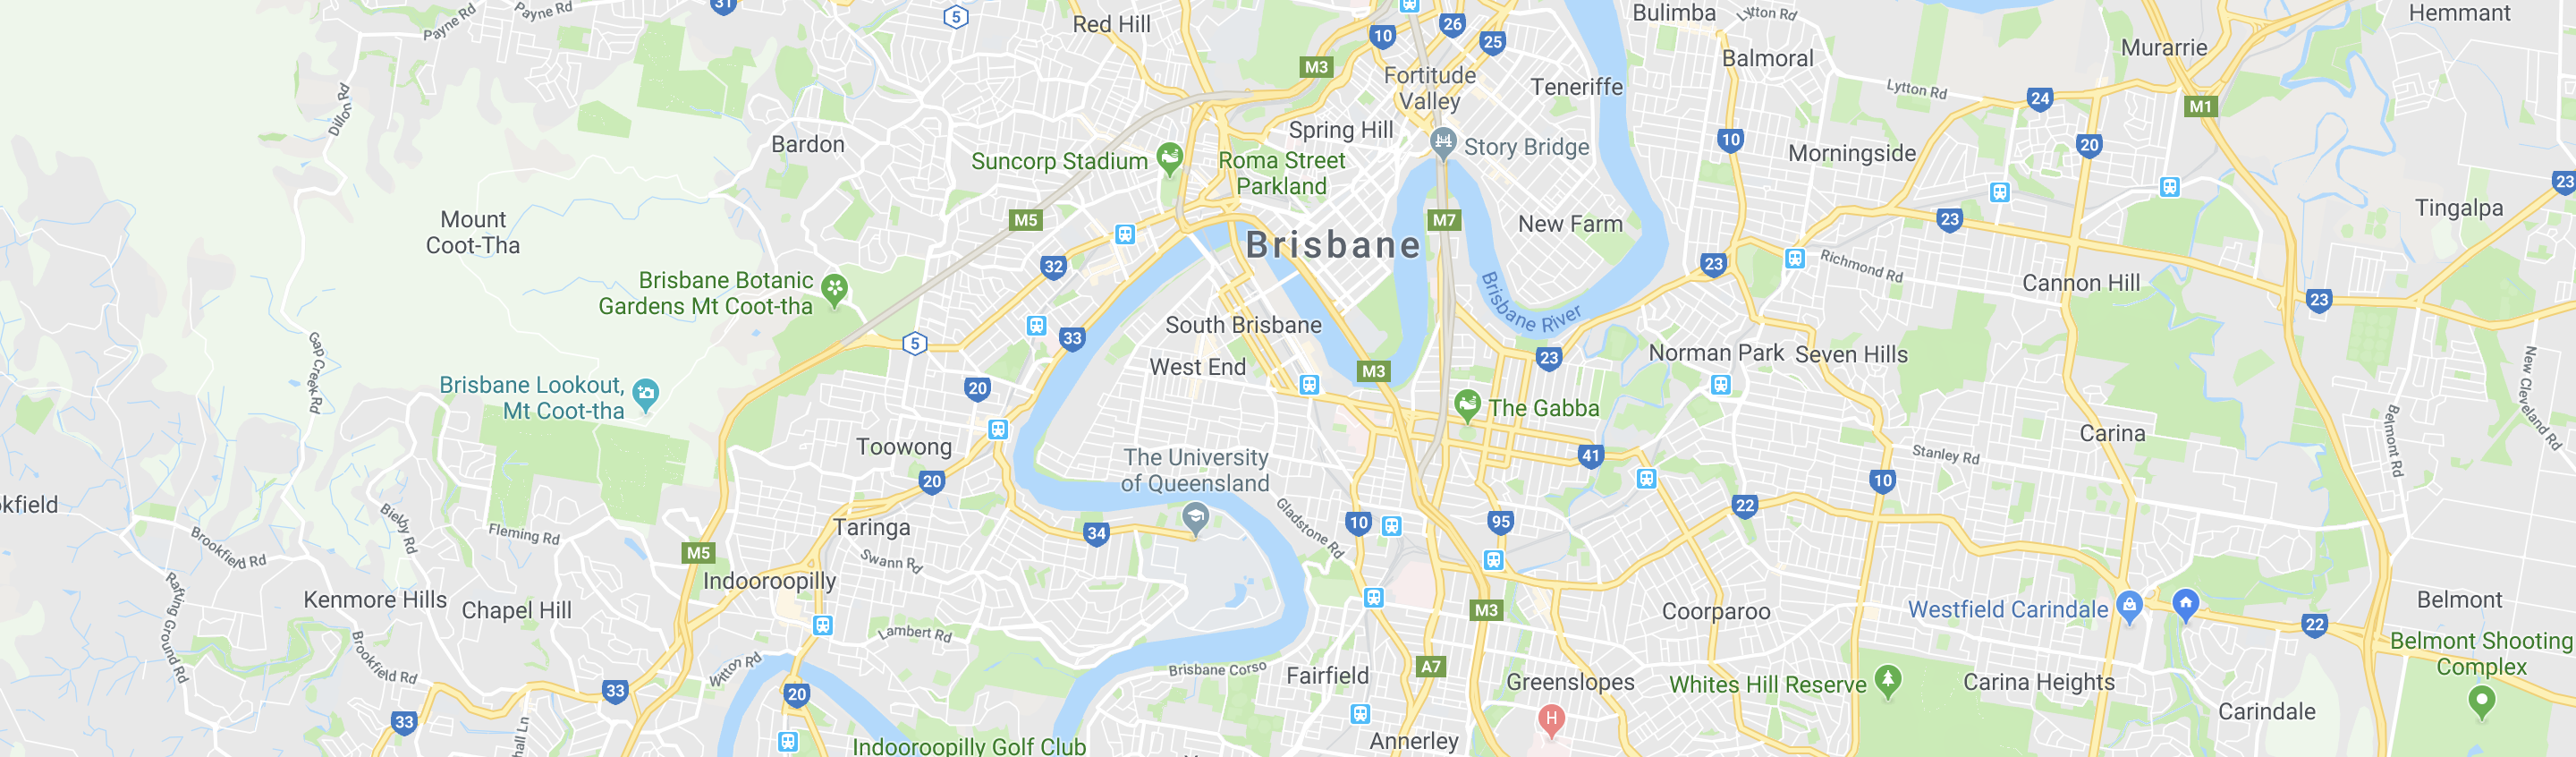 Payne Rd
Payne Rd
31
5
Red Hill
10
26
25
M3
Fortitude
Valley
Teneriffe
Bulimba
Lytton Rd
Balmoral
Murarrie
Hemmant
Dillon Rd
Bardon
Suncorp Stadium
Roma Street
Parkland
Spring Hill
Story Bridge
10
Morningside
Lytton Rd
24
20
M1
23
Mount
Coot-Tha
M5
32
Brisbane
M7
New Farm
23
23
Tingalpa
Brisbane Botanic
Gardens Mt Coot-tha
Richmond Rd
Cannon Hill
23
Brisbane River
Gap Creek Rd
5
33
South Brisbane
West End
M3
23
Norman Park
Seven Hills
New Cleveland Rd
Brisbane Lookout,
Mt Coot-tha
20
The Gabba
Toowong
The University
of Queensland
41
Carina
Stanley Rd
Belmont Rd
20
10
22
kfield
Bielby Rd
Fleming Rd
Brookfield Rd
Taringa
34
Gladstone Rd
10
95
M5
Swann Rd
Indooroopilly
Rafting Ground Rd
Kenmore Hills
Chapel Hill
M3
Coorparoo
Westfield Carindale
22
Belmont
Belmont Shooting
Complex
Lambert Rd
Brookfield Rd
Witton Rd
Brisbane Corso
Fairfield
A7
Greenslopes
Whites Hill Reserve
Carina Heights
33
33
20
Carindale
H
Indooroopilly Golf Club
Annerley